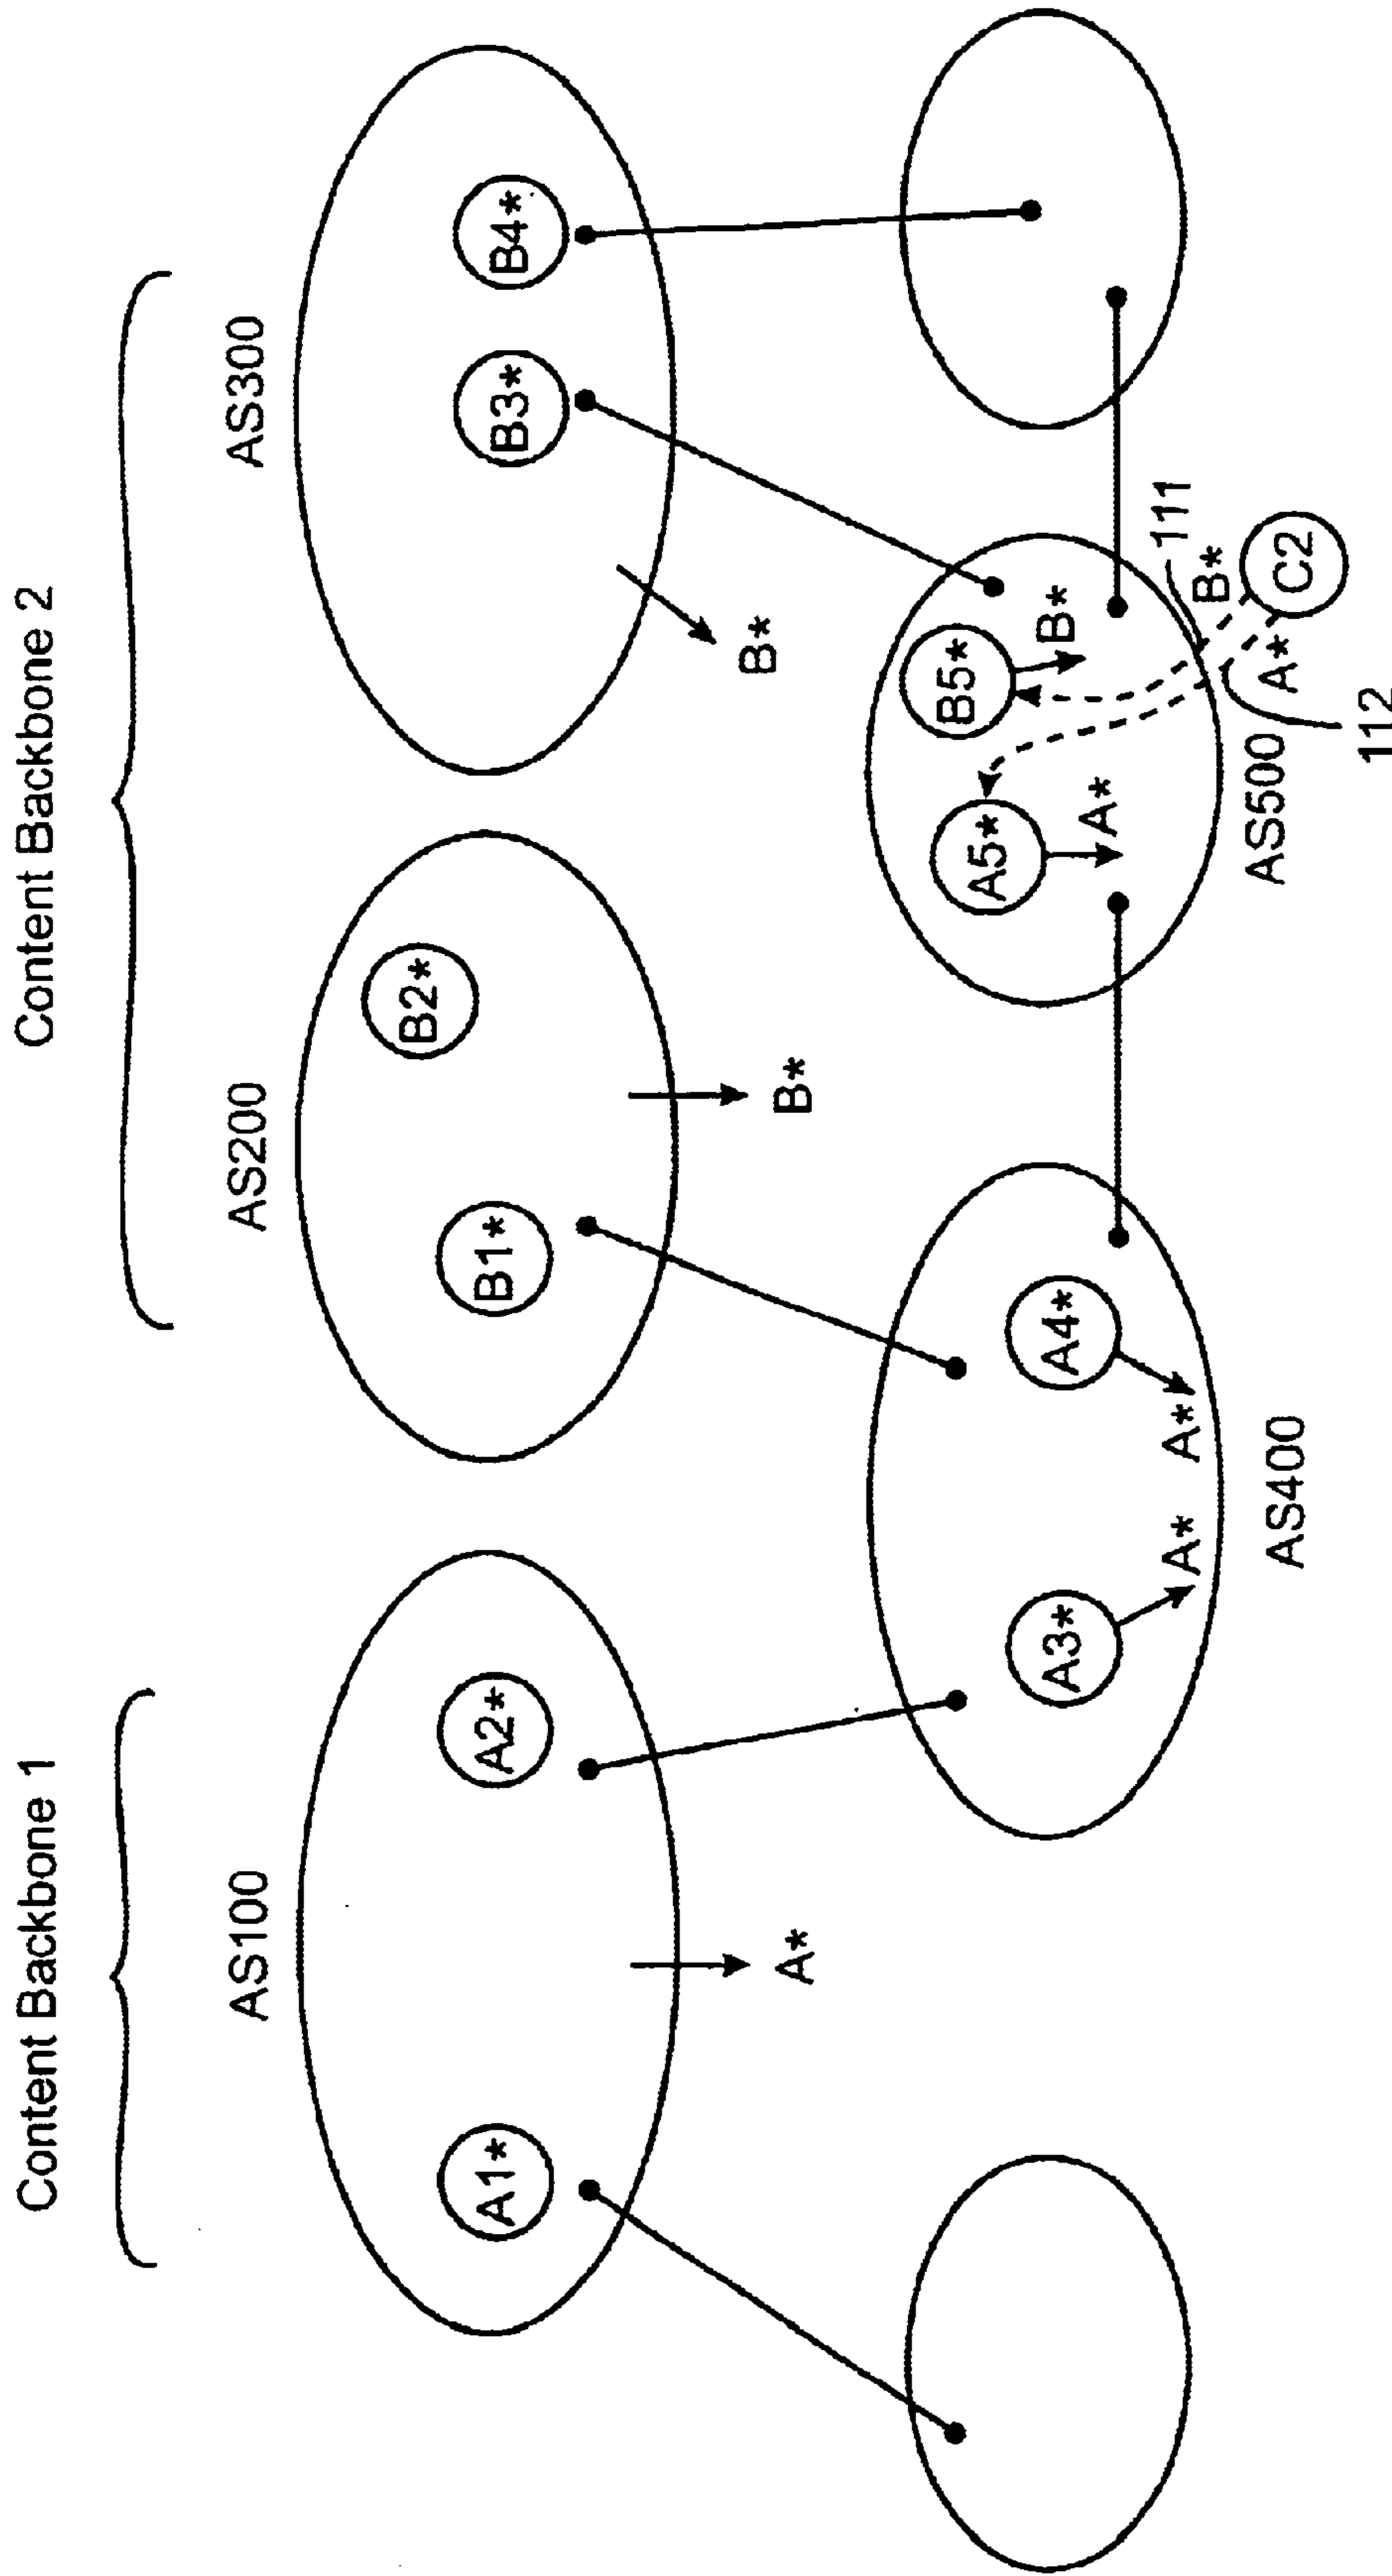 Content Backbone 1
Content Backbone 2
AS100
AS200
AS300
A1*
A2*
B1*
B2*
B3*
B4*
A*
B*
B*
A3*
A4*
A*
A*
AS400
A5*
B5*
A*
B*
AS500
A*
B*
111
112
C2